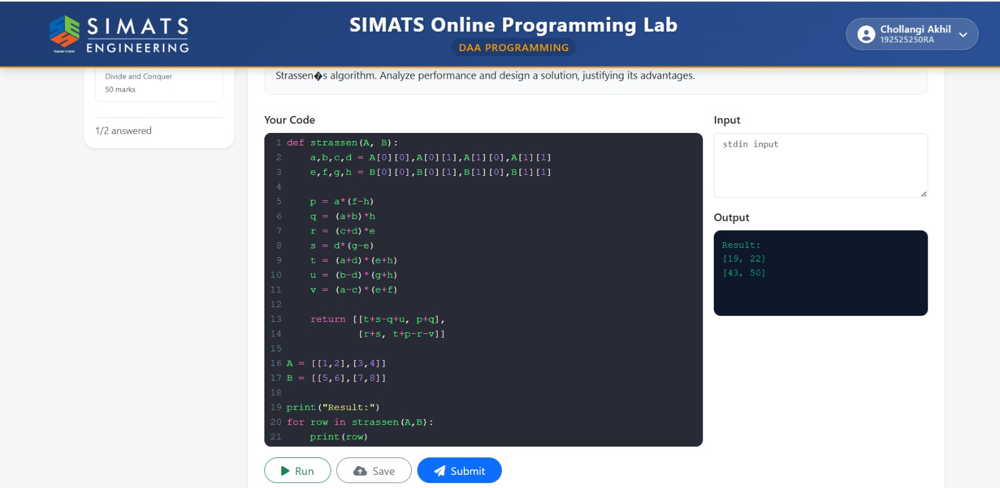 SIMATS
ENGINEERING
Engineer to Excel
SIMATS Online Programming Lab
DAA PROGRAMMING
Chollangi Akhil
192525250RA
Divide and Conquer
50 marks
1/2 answered
Strassen�s algorithm. Analyze performance and design a solution, justifying its advantages.
Your Code
1 def strassen(A, B):
2     a,b,c,d = A[0][0],A[0][1],A[1][0],A[1][1]
3     e,f,g,h = B[0][0],B[0][1],B[1][0],B[1][1]
4
5     p = a*(f-h)
6     q = (a+b)*h
7     r = (c+d)*e
8     s = d*(g-e)
9     t = (a+d)*(e+h)
10     u = (b-d)*(g+h)
11     v = (a-c)*(e+f)
12
13     return [[t+s-q+u, p+q],
14             [r+s, t+p-r-v]]
15
16 A = [[1,2],[3,4]]
17 B = [[5,6],[7,8]]
18
19 print("Result:")
20 for row in strassen(A,B):
21     print(row)
Run
Save
Submit
Input
stdin input
Output
Result:
[19, 22]
[43, 50]